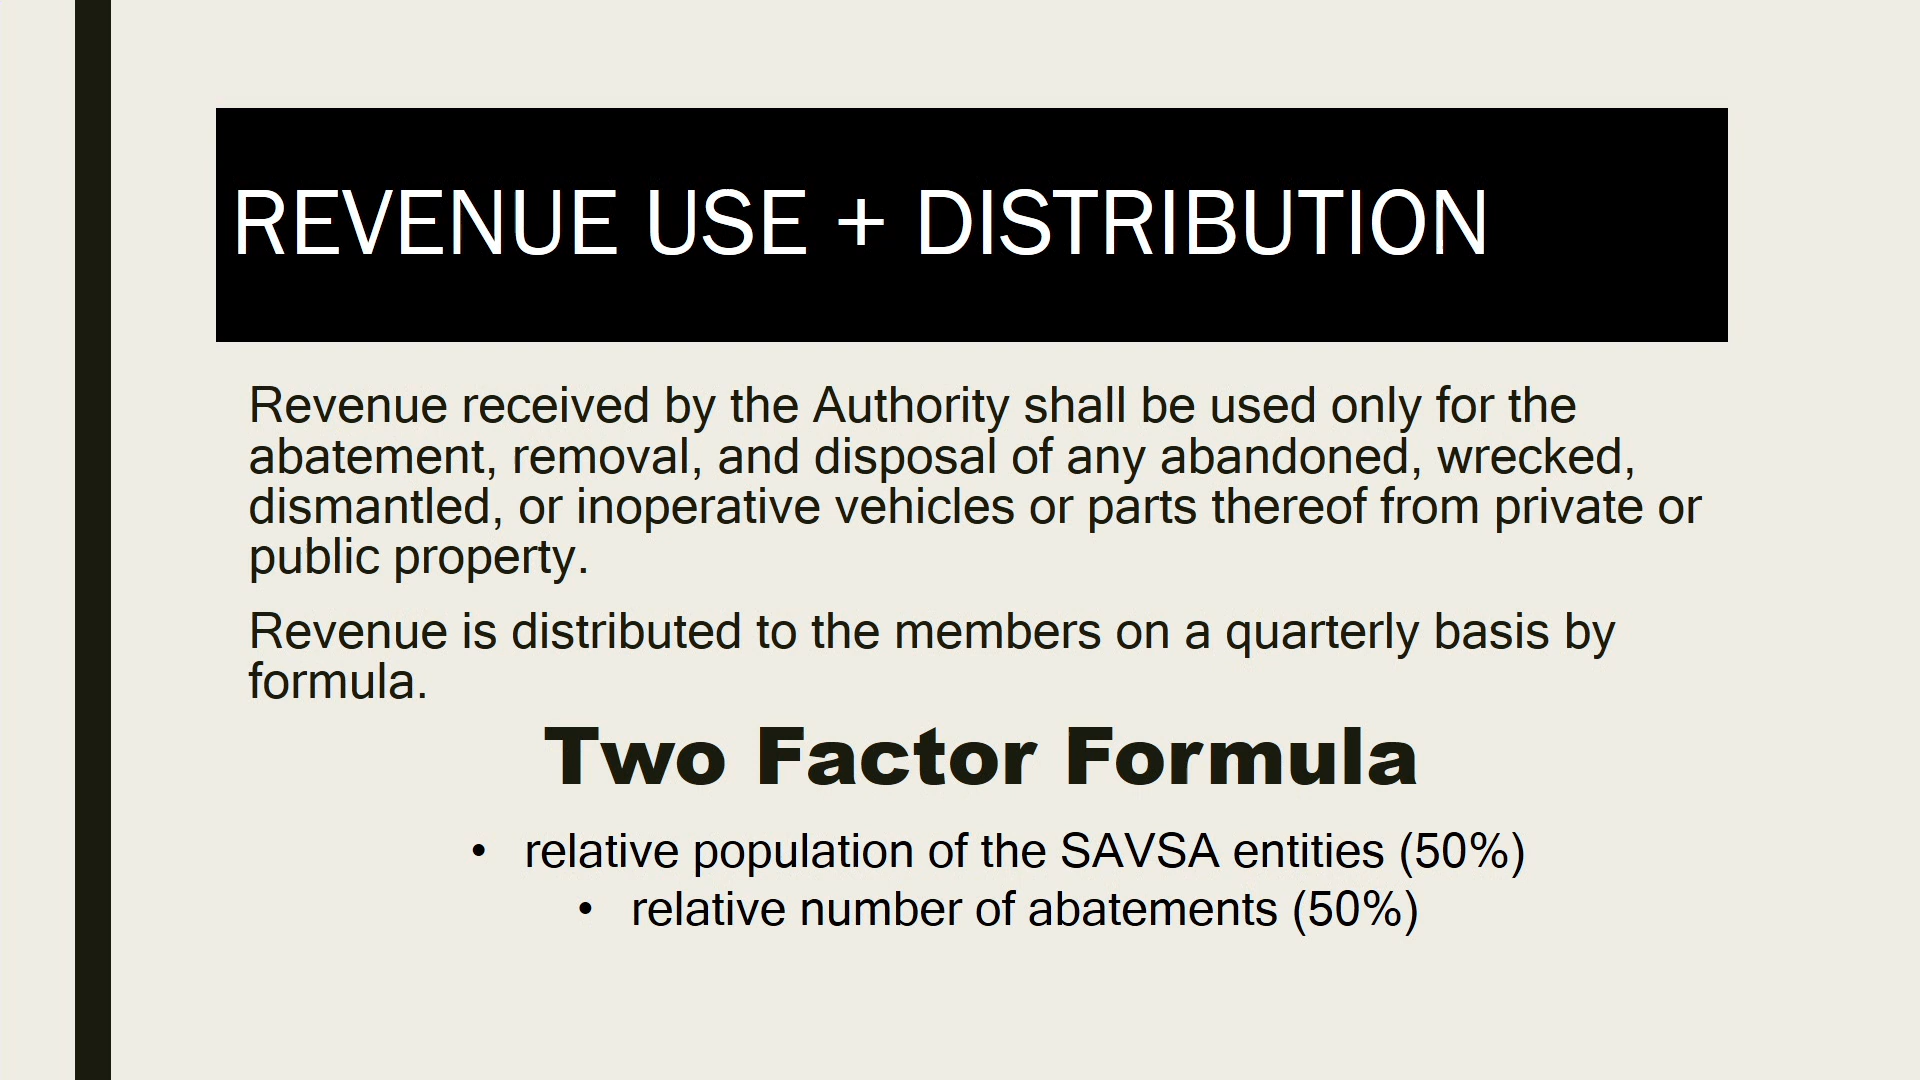 REVENUE USE + DISTRIBUTION
Revenue received by the Authority shall be used only for the
abatement, removal, and disposal of any abandoned, wrecked,
dismantled, or inoperative vehicles or parts thereof from private or
public property.
Revenue is distributed to the members on a quarterly basis by
formula.
Two Factor Formula
• relative population of the SAVSA entities (50%)
• relative number of abatements (50%)